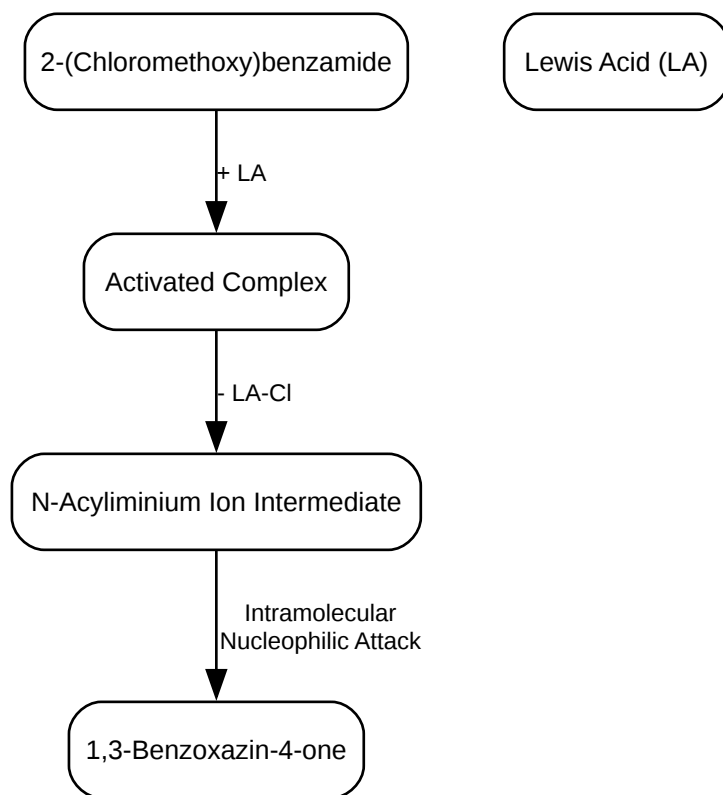 2-(Chloromethoxy)benzamide
Lewis Acid (LA)
+ LA
Activated Complex
- LA-Cl
N-Acyliminium Ion Intermediate
Intramolecular
Nucleophilic Attack
1,3-Benzoxazin-4-one